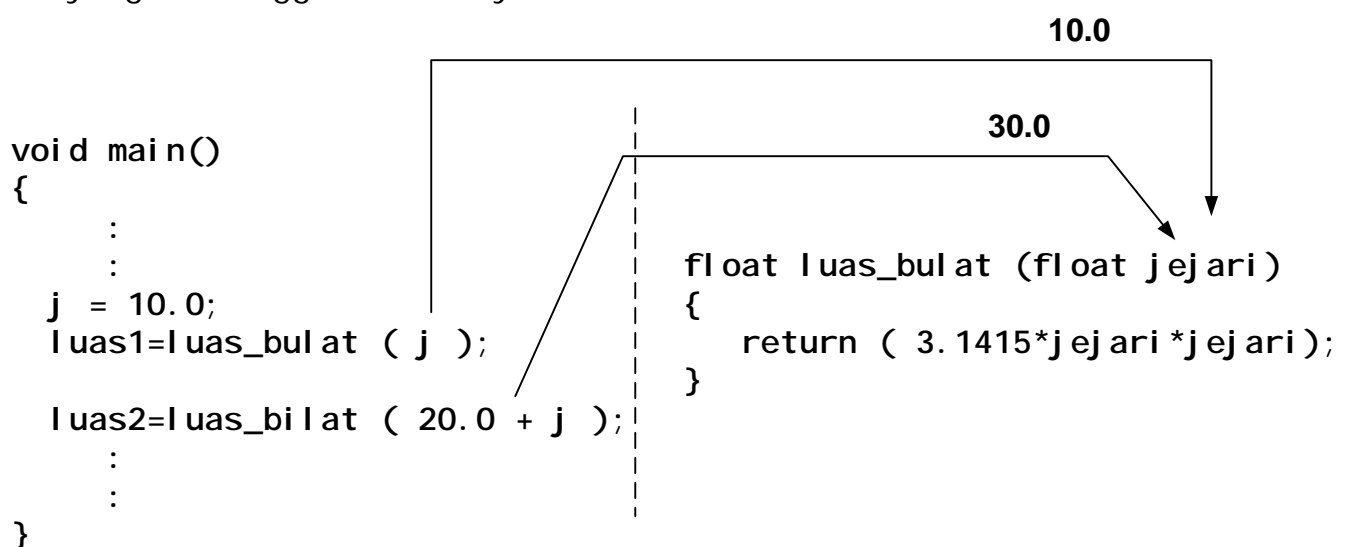 10.0
30.0
void main()
{
:
:
j = 10.0;
luas1=luas_bulat ( j );
luas2=luas_bilat ( 20.0 + j );
:
:
}
float luas_bulat (float jejari)
{
return ( 3.1415*jejari*jejari);
}